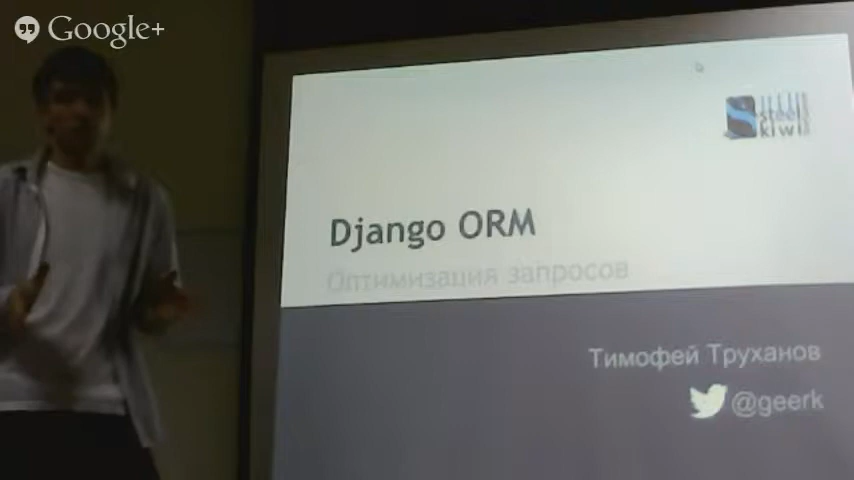 Google+
steel
kiwi
Django ORM
Оптимизация запросов
Тимофей Труханов
@geerk